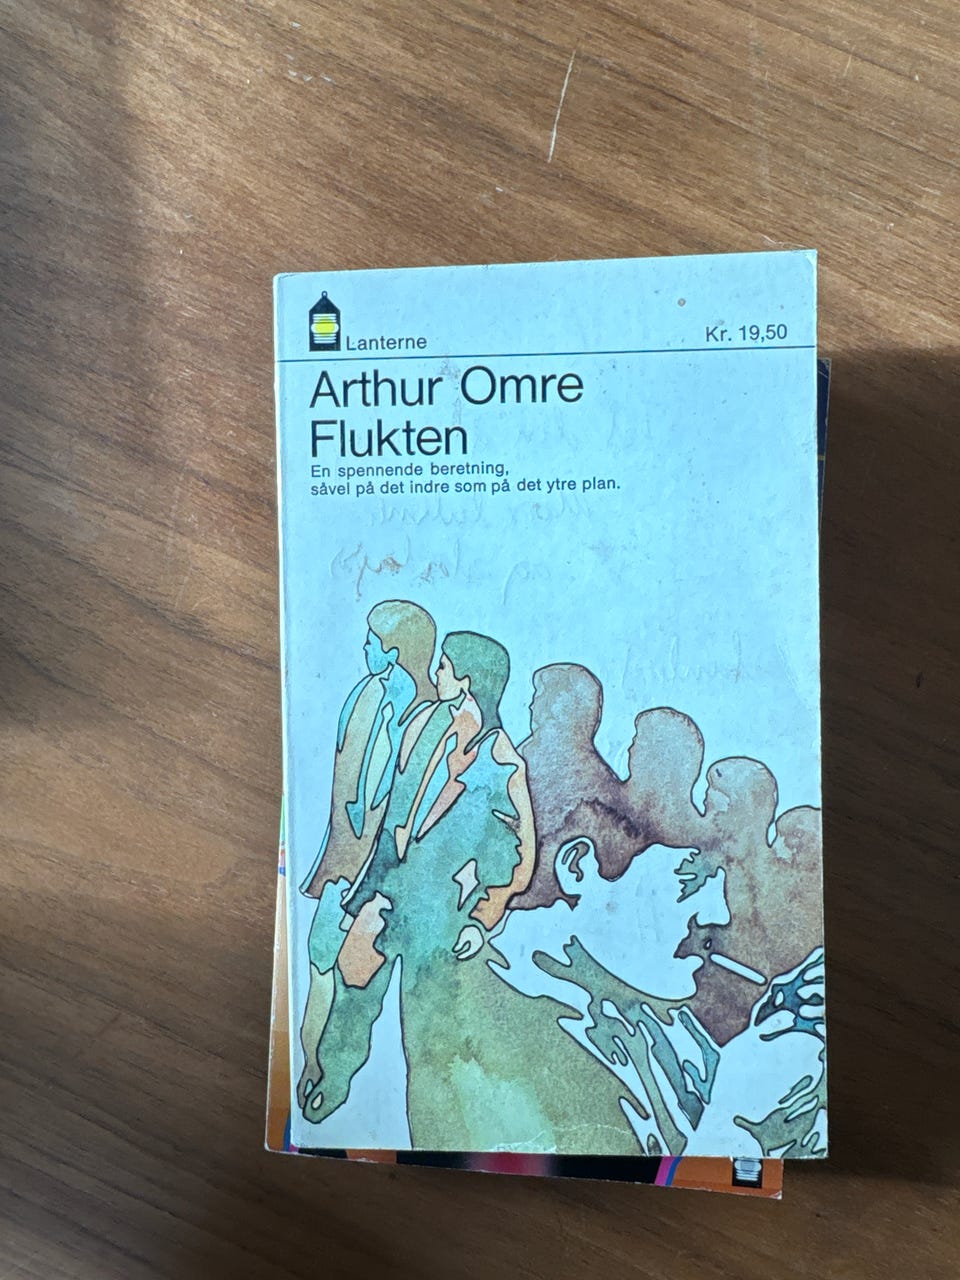 Lanterne
Kr. 19,50
Arthur Omre
Flukten
En spennende beretning,
såvel på det indre som på det ytre plan.